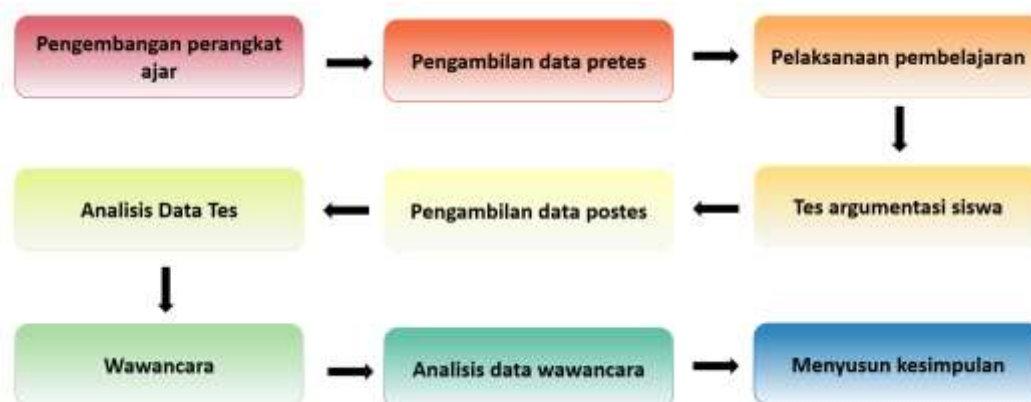 Pengembangan perangkat
ajar
Pengambilan data pretes
Pelaksanaan pembelajaran
Tes argumentasi siswa
Pengambilan data postes
Analisis Data Tes
Wawancara
Analisis data wawancara
Menyusun kesimpulan